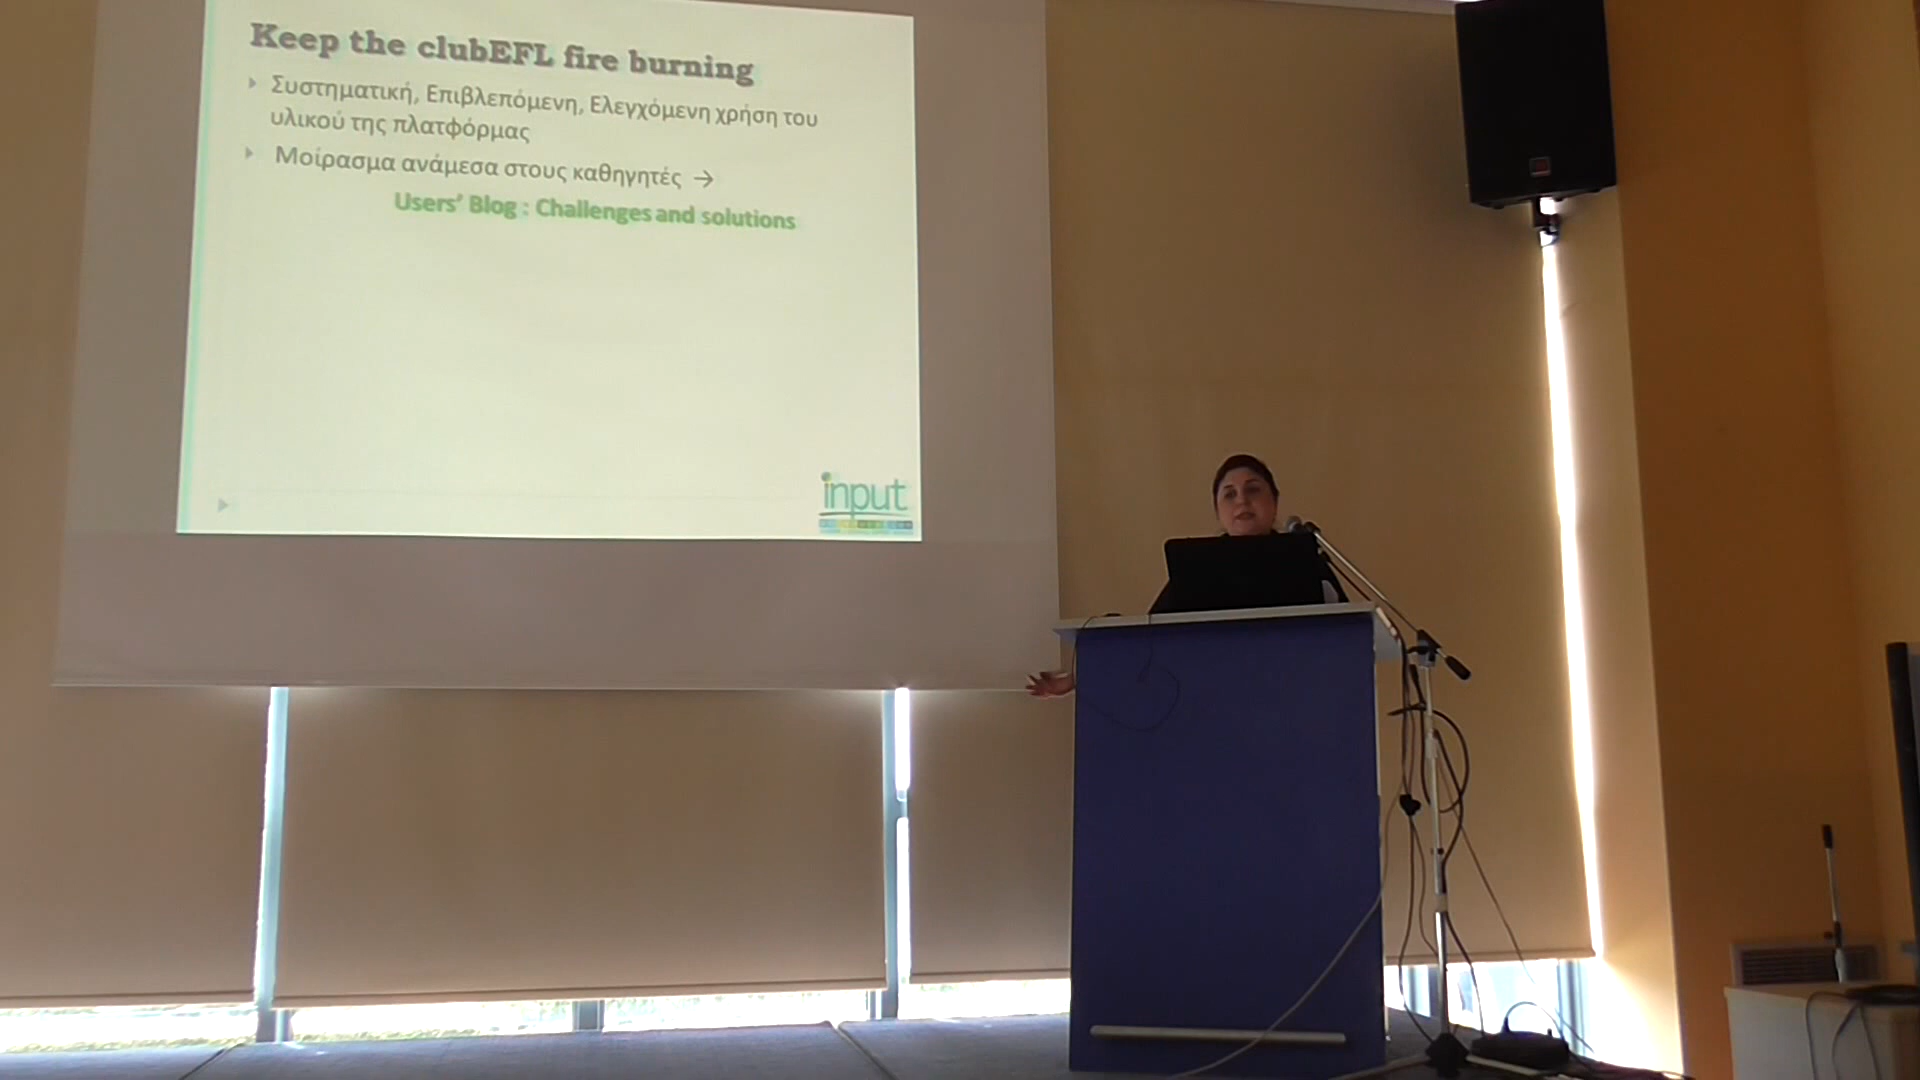 Keep the clubEFL fire burning
Συστηματική, Επιβλεπόμενη, Ελεγχόμενη χρήση του
υλικού της πλατφόρμας
Μοίρασμα ανάμεσα στους καθηγητές →
Users' Blog : Challenges and solutions
input